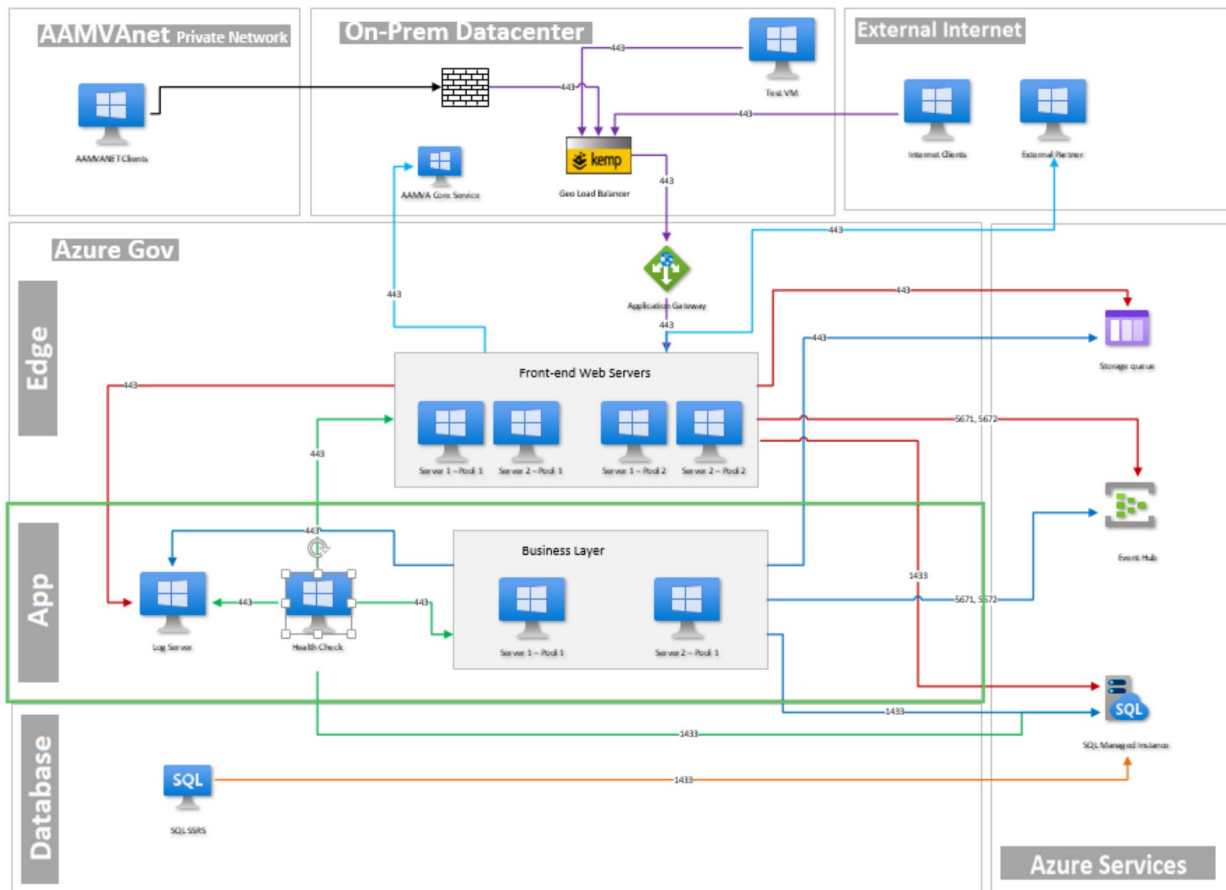 AAMVAnet Private Network
On-Prem Datacenter
External Internet
443
Test VM
443
443
AAMVANET Clients
kemp
Internet Clients
External Partner
AAMVA Core Service
Geo Load Balancer
443
443
Azure Gov
443
Application Gateway
443
443
443
Storage queue
Edge
Front-end Web Servers
443
5671, 5672
443
Server 1 – Pool 1
Server 2 – Pool 1
Server 1 – Pool 2
Server 2 – Pool 2
443
Business Layer
Event Hub
1433
App
443
5671, 5672
Log Server
Health Check
Server 1 – Pool 1
Server2 – Pool 1
SQL
1433
1433
SQL Managed Instance
Database
SQL
1433
SQL SSRS
Azure Services